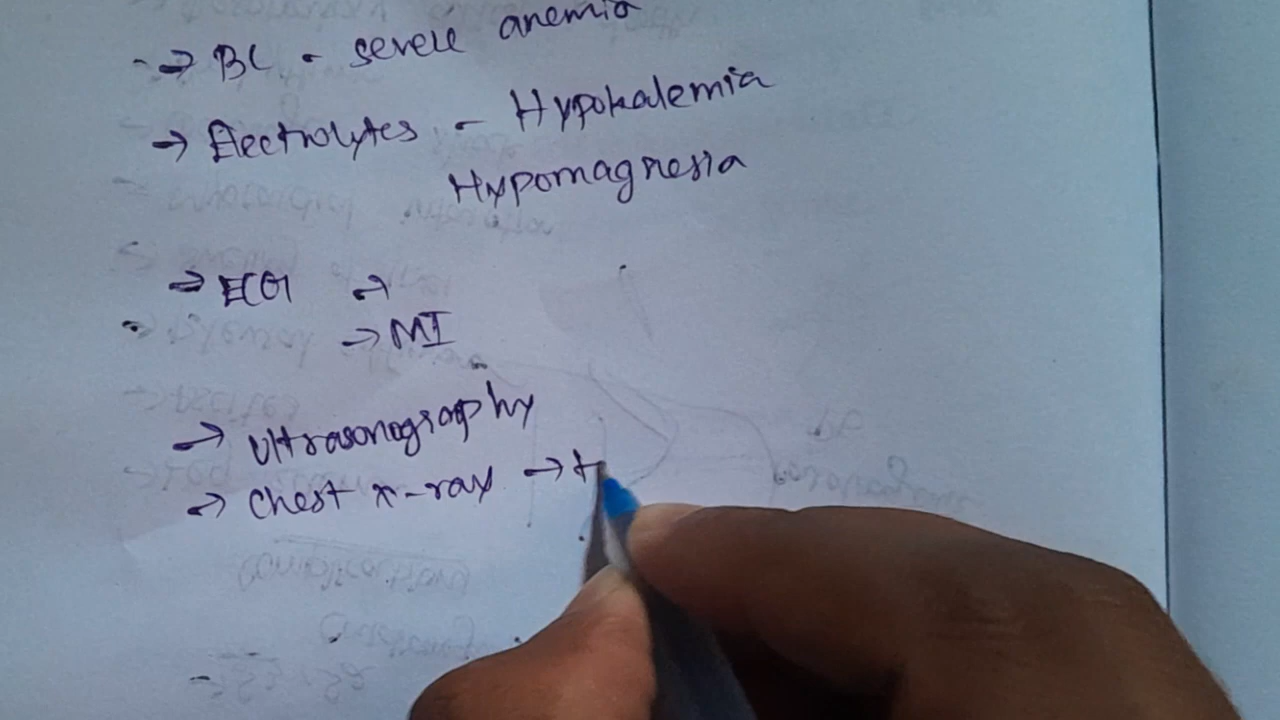 → BC - severe anemia
→ Electrolytes - Hypokalemia
Hypomagnesia
→ ECG →
→ MI
→ Ultrasonography
→ Chest x-ray →